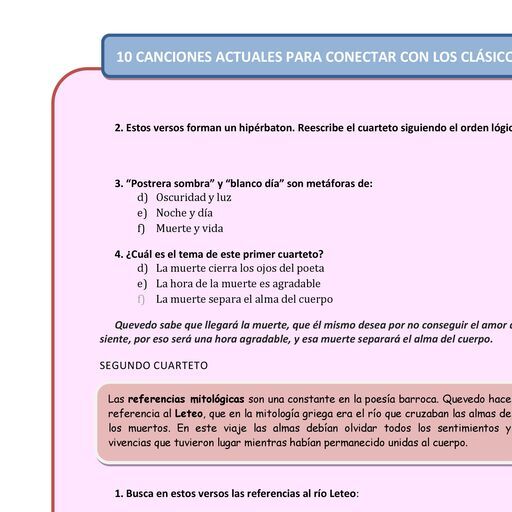 10 CANCIONES ACTUALES PARA CONECTAR CON LOS CLÁSICO
2. Estos versos forman un hipérbaton. Reescribe el cuarteto siguiendo el orden lógic
3. “Postrera sombra” y “blanco día” son metáforas de:
d) Oscuridad y luz
e) Noche y día
f) Muerte y vida
4. ¿Cuál es el tema de este primer cuarteto?
d) La muerte cierra los ojos del poeta
e) La hora de la muerte es agradable
f) La muerte separa el alma del cuerpo
Quevedo sabe que llegará la muerte, que él mismo desea por no conseguir el amor
siente, por eso será una hora agradable, y esa muerte separará el alma del cuerpo.
SEGUNDO CUARTETO
Las referencias mitológicas son una constante en la poesía barroca. Quevedo hace
referencia al Leteo, que en la mitología griega era el río que cruzaban las almas de
los muertos. En este viaje las almas debían olvidar todos los sentimientos y
vivencias que tuvieron lugar mientras habían permanecido unidas al cuerpo.
1. Busca en estos versos las referencias al río Leteo: